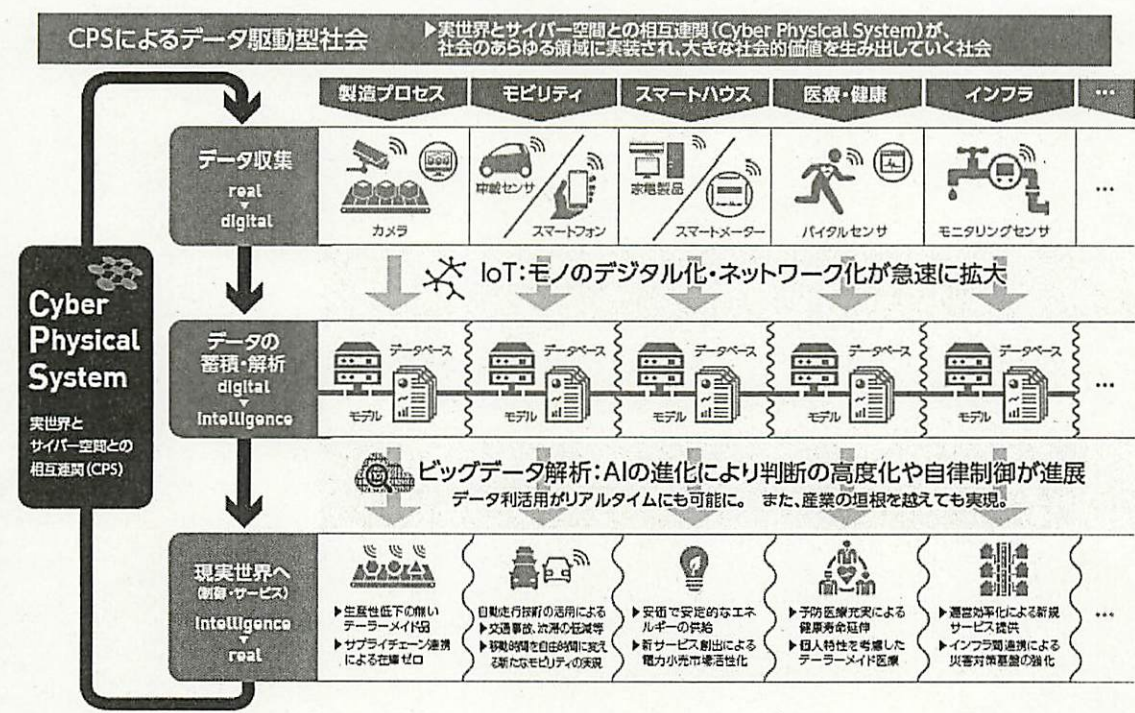 CPSによるデータ駆動型社会
▶実世界とサイバー空間との相互連関(Cyber Physical System)が、
社会のあらゆる領域に実装され、大きな社会的価値を生み出していく社会
製造プロセス
モビリティ
スマートハウス
医療・健康
インフラ
…
データ収集
real
▼
digital
カメラ
車載センサ
スマートフォン
家電製品
スマートメーター
バイタルセンサ
モニタリングセンサ
…
IoT:モノのデジタル化・ネットワーク化が急速に拡大
Cyber
Physical
System
実世界と
サイバー空間との
相互連関(CPS)
データの
蓄積・解析
digital
▼
intelligence
データベース
モデル
データベース
モデル
データベース
モデル
データベース
モデル
データベース
モデル
…
ビッグデータ解析:AIの進化により判断の高度化や自律制御が進展
データ利活用がリアルタイムにも可能に。 また、産業の垣根を越えても実現。
現実世界へ
(制御・サービス)
intelligence
▼
real
▶生産性低下の無い
テーラーメイド品
▶サプライチェーン連携
による在庫ゼロ
自動走行技術の活用による
▶交通事故、渋滞の低減等
▶移動時間を自由時間に変え
る新たなモビリティの実現
▶安価で安定的なエネ
ルギーの供給
▶新サービス創出による
電力小売市場活性化
▶予防医療充実による
健康寿命延伸
▶個人特性を考慮した
テーラーメイド医療
▶運営効率化による新規
サービス提供
▶インフラ間連携による
災害対策基盤の強化
…